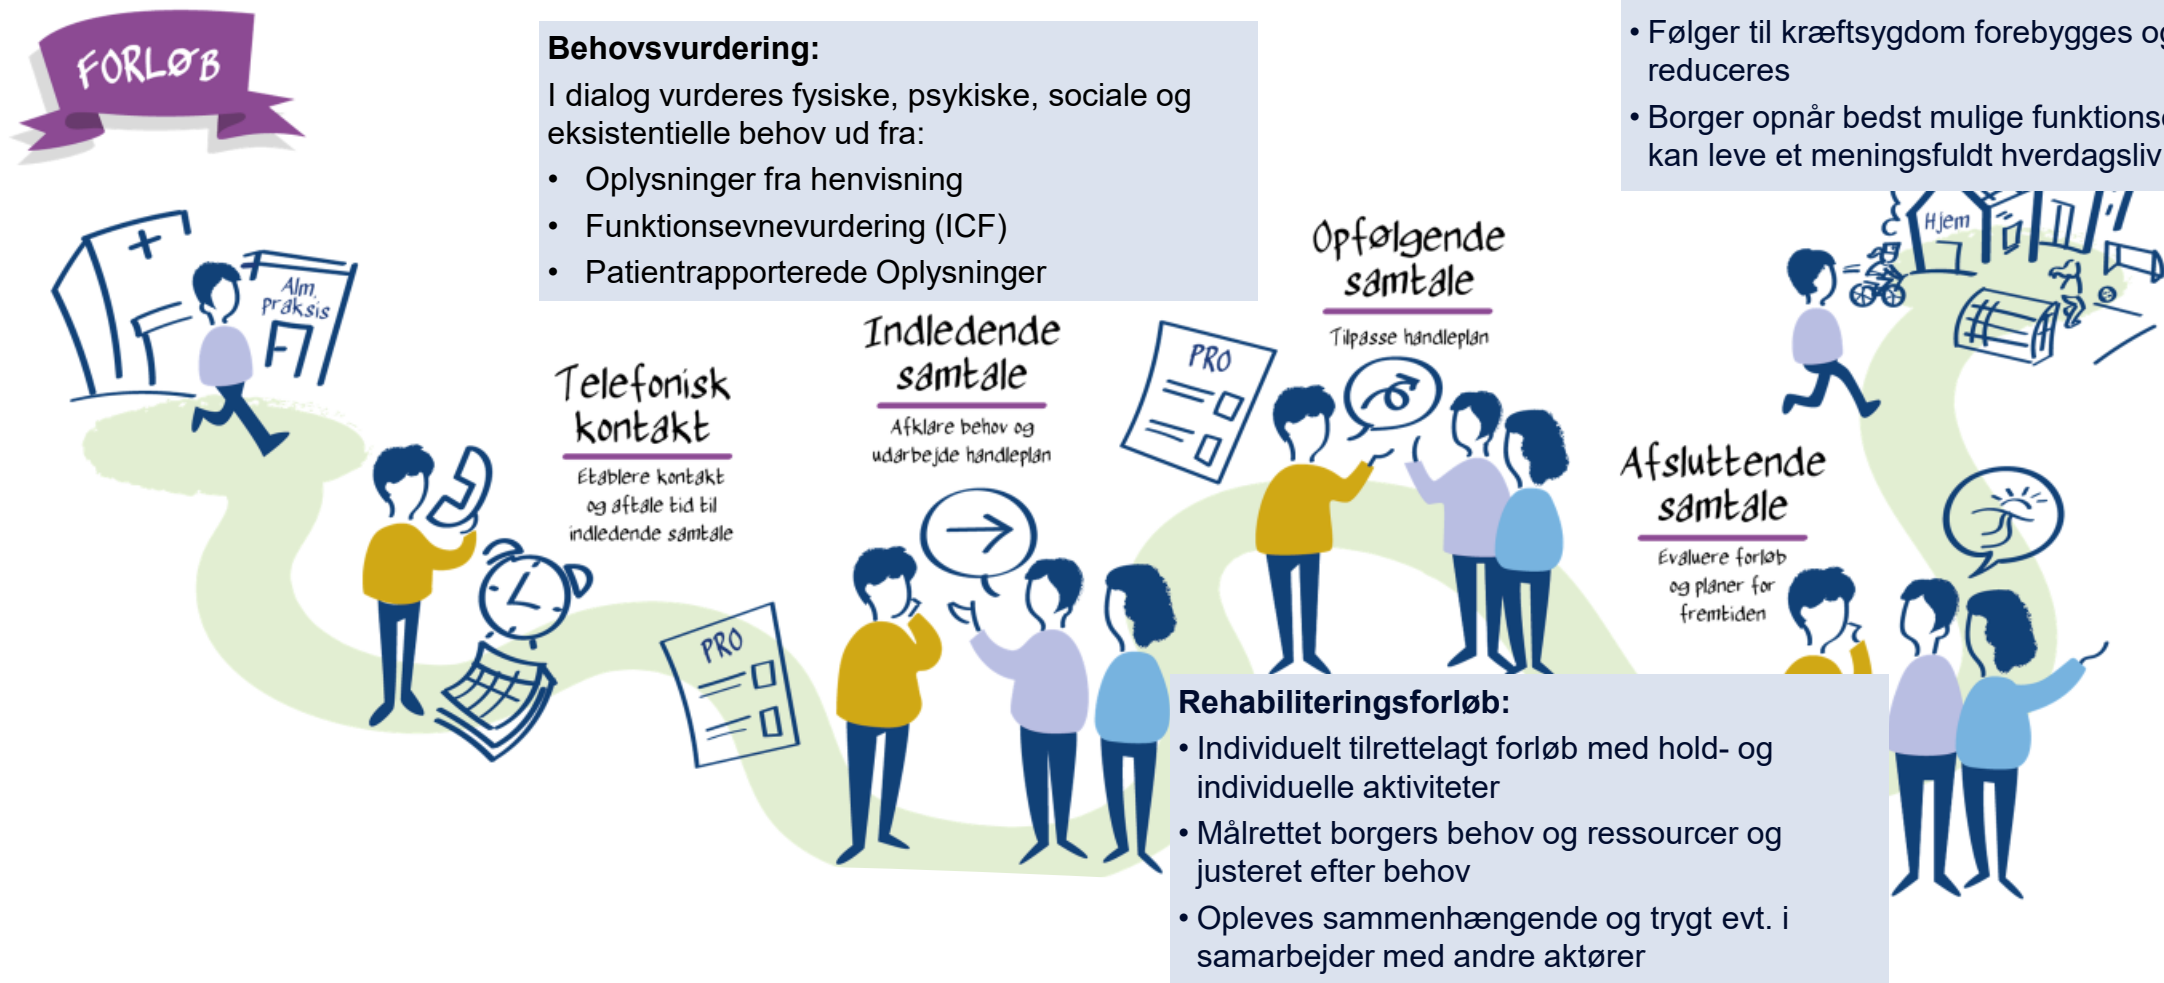 FORLØB
Behovsvurdering:
I dialog vurderes fysiske, psykiske, sociale og
eksistentielle behov ud fra:
• Oplysninger fra henvisning
• Funktionsevnevurdering (ICF)
• Patientrapporterede Oplysninger
• Følger til kræftsygdom forebygges og
reduceres
• Borger opnår bedst mulige
kan leve et meningsfuldt hverdagsliv
Alm.
praksis
Telefonisk
kontakt
Etablere kontakt
og aftale tid til
indledende samtale
Indledende
samtale
Afklare behov og
udarbejde handleplan
PRO
PRO
Opfølgende
samtale
Tilpasse handleplan
Hjem
Afsluttende
samtale
Evaluere forløb
og planer for
fremtiden
Rehabiliteringsforløb:
• Individuelt tilrettelagt forløb med hold- og
individuelle aktiviteter
• Målrettet borgers behov og ressourcer og
justeret efter behov
• Opleves sammenhængende og trygt evt. i
samarbejder med andre aktører